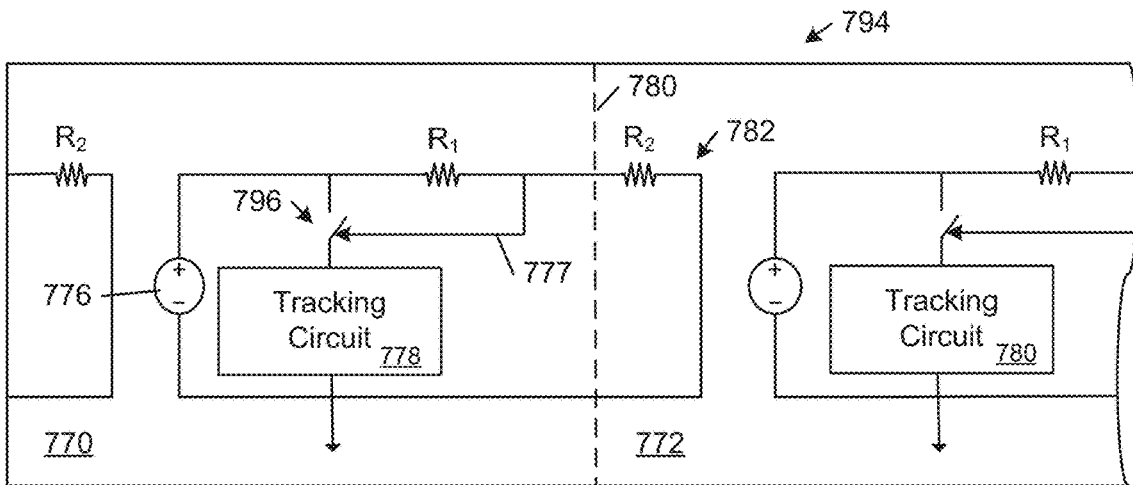 794
780
R₂
R₁
R₂
782
R₁
796
777
776
+
−
Tracking
Circuit
778
+
−
Tracking
Circuit
780
770
772